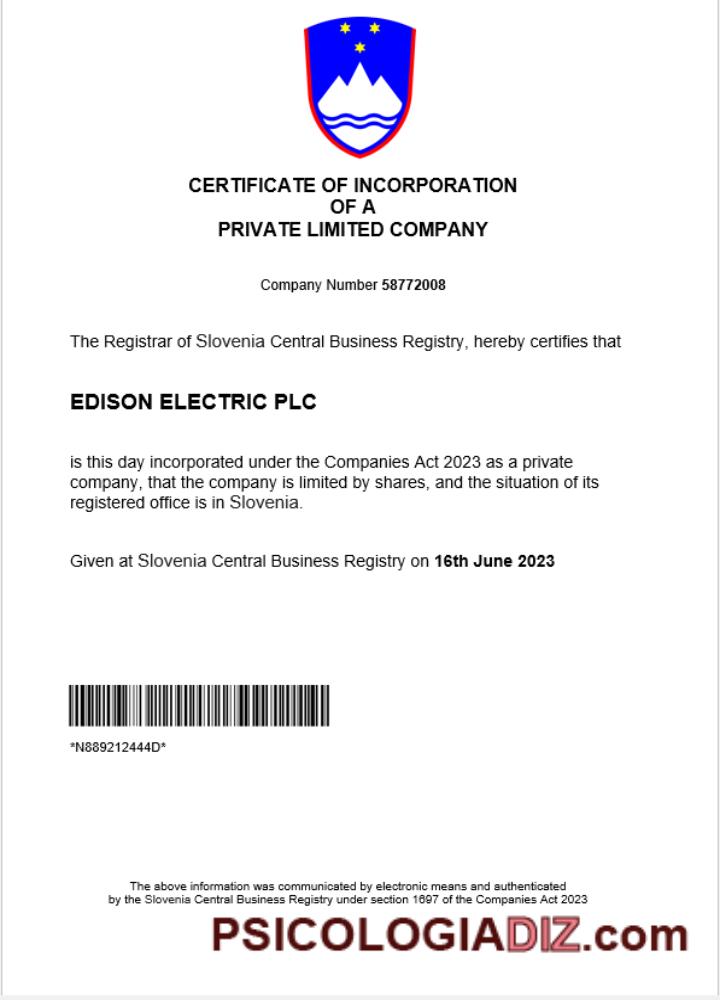 CERTIFICATE OF INCORPORATION
OF A
PRIVATE LIMITED COMPANY
Company Number 58772008
The Registrar of Slovenia Central Business Registry, hereby certifies that
EDISON ELECTRIC PLC
is this day incorporated under the Companies Act 2023 as a private
company, that the company is limited by shares, and the situation of its
registered office is in Slovenia.
Given at Slovenia Central Business Registry on 16th June 2023
*N889212444D*
The above information was communicated by electronic means and authenticated
by the Slovenia Central Business Registry under section 1697 of the Companies Act 2023
PSICOLOGIADIZ.com